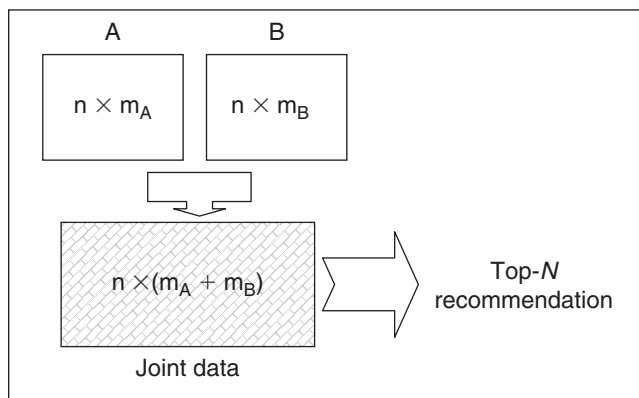 A B
n × m_A n × m_B
n ×(m_A + m_B)
Top-N
recommendation
Joint data